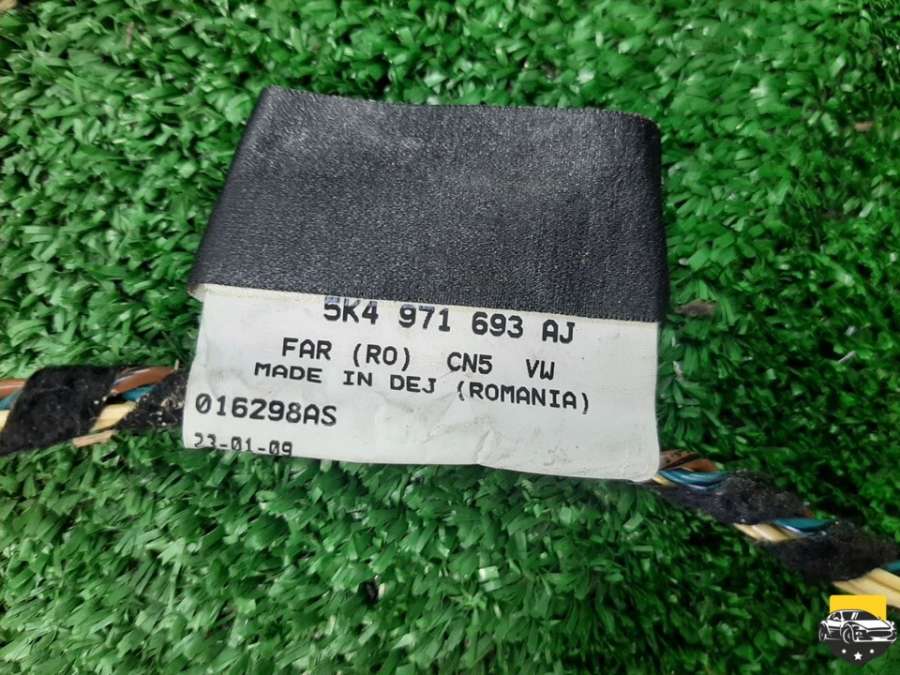 5K4 971 693 AJ
FAR (RO) CN5 VW
MADE IN DEJ (ROMANIA)
016298AS
23-01-09